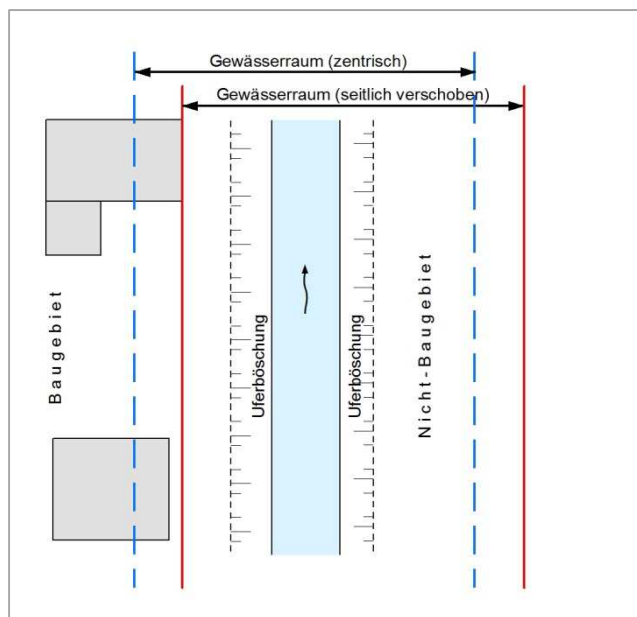 Gewässerraum (zentrisch)
Gewässerraum (seitlich verschoben)
Baugebiet
Uferböschung
Uferböschung
Nicht-Baugebiet